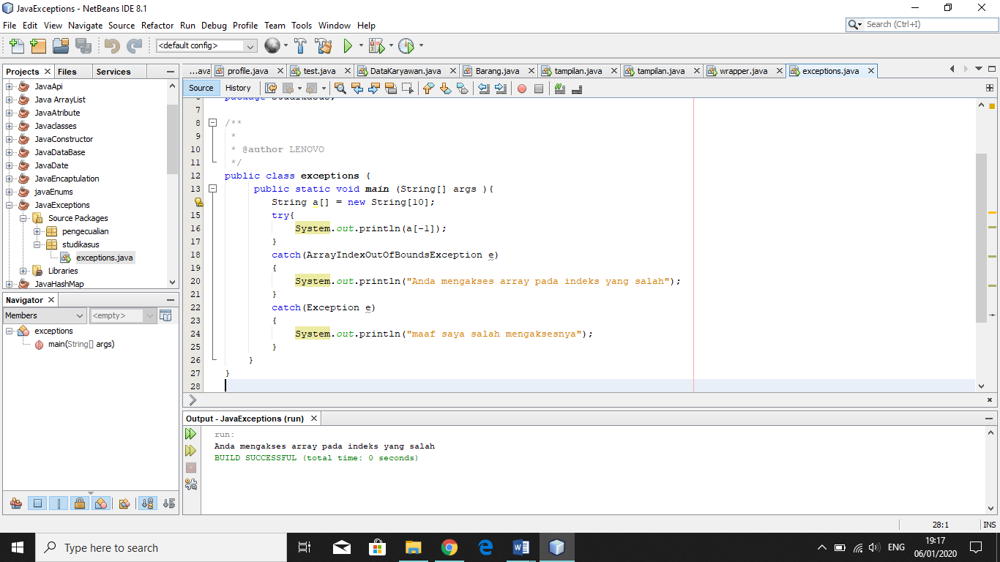 JavaExceptions - NetBeans IDE 8.1
File Edit View Navigate Source Refactor Run Debug Profile Team Tools Window Help
Search (Ctrl+I)
<default config>
Projects Files Services
JavaApi
Java ArrayList
JavaAtribute
Javaclasses
JavaConstructor
JavaDataBase
JavaDate
JavaEncaptulation
javaEnums
JavaExceptions
Source Packages
pengecualian
studikasus
exceptions.java
Libraries
JavaHashMap
Navigator
Members <empty>
exceptions
main(String[] args)
...ava profile.java test.java DataKaryawan.java Barang.java tampilan.java tampilan.java wrapper.java exceptions.java
Source History
6 package studikasus;
7
8 /**
9 *
10 * @author LENOVO
11 */
12 public class exceptions {
13 public static void main (String[] args ){
String a[] = new String[10];
15 try{
16 System.out.println(a[-1]);
17 }
18 catch(ArrayIndexOutOfBoundsException e)
19 {
20 System.out.println("Anda mengakses array pada indeks yang salah");
21 }
22 catch(Exception e)
23 {
24 System.out.println("maaf saya salah mengaksesnya");
25 }
26 }
27 }
28
Output - JavaExceptions (run)
run:
Anda mengakses array pada indeks yang salah
BUILD SUCCESSFUL (total time: 0 seconds)
28:1 INS
Type here to search
ENG
19:17
06/01/2020